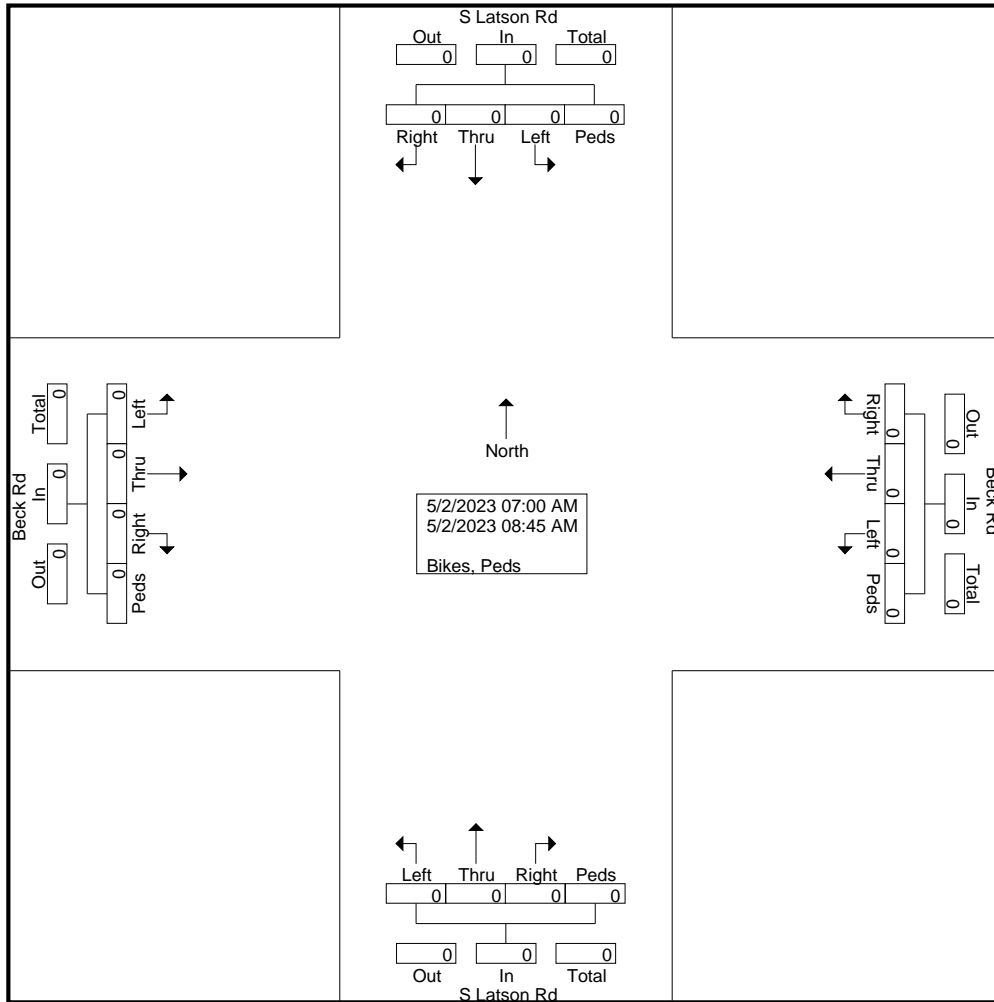 S Latson Rd
Out In Total
0 0 0
0 0 0 0
Right Thru Left Peds
Beck Rd
Total In Out
0 0 0
0 0 0 0
Left Thru Right Peds
North
5/2/2023 07:00 AM
5/2/2023 08:45 AM
Bikes, Peds
Right Thru Left Peds
0 0 0 0
Out In Total
0 0 0
Beck Rd
Left Thru Right Peds
0 0 0 0
0 0 0
Out In Total
S Latson Rd